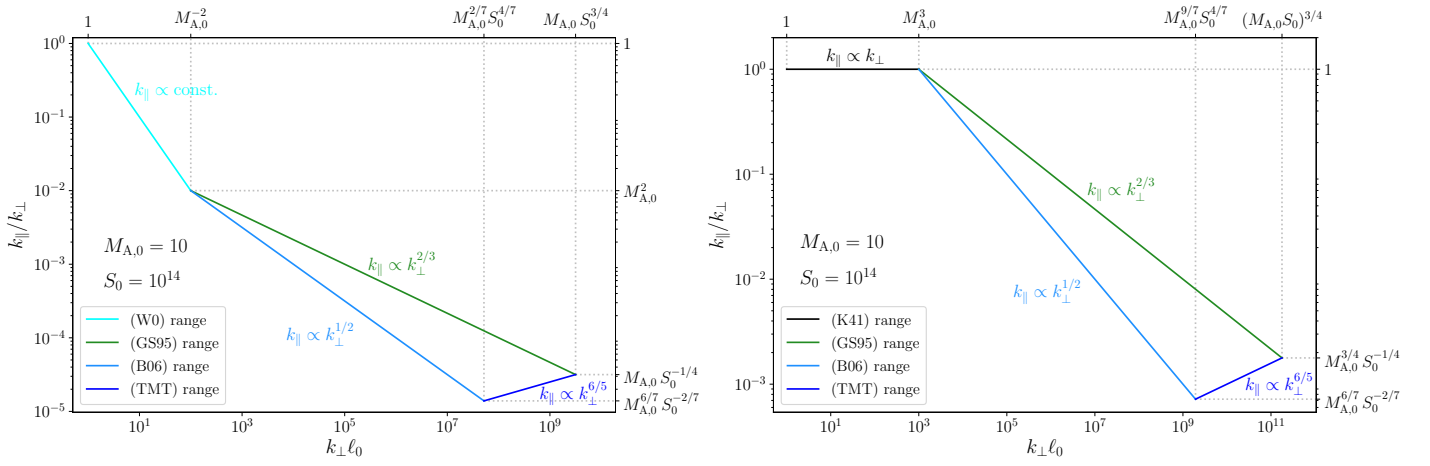 1 M_{A,0}^{-2} M_{A,0}^{2/7}S_0^{4/7} M_{A,0} S_0^{3/4}
10^0
10^{-1}
10^{-2}
10^{-3}
10^{-4}
10^{-5}
k_∥/k_⊥
k_∥ ∝ const.
k_∥ ∝ k_⊥^{2/3}
k_∥ ∝ k_⊥^{1/2}
k_∥ ∝ k_⊥^{6/5}
M_{A,0} = 10
S_0 = 10^{14}
(W0) range
(GS95) range
(B06) range
(TMT) range
1
M_{A,0}^2
M_{A,0} S_0^{-1/4}
M_{A,0}^{6/7} S_0^{-2/7}
10^1 10^3 10^5 10^7 10^9
k_⊥ℓ_0
1 M_{A,0}^3 M_{A,0}^{9/7}S_0^{4/7} (M_{A,0}S_0)^{3/4}
10^0
10^{-1}
10^{-2}
10^{-3}
k_∥/k_⊥
k_∥ ∝ k_⊥
k_∥ ∝ k_⊥^{2/3}
k_∥ ∝ k_⊥^{1/2}
k_∥ ∝ k_⊥^{6/5}
M_{A,0} = 10
S_0 = 10^{14}
(K41) range
(GS95) range
(B06) range
(TMT) range
1
M_{A,0}^{3/4} S_0^{-1/4}
M_{A,0}^{6/7} S_0^{-2/7}
10^1 10^3 10^5 10^7 10^9 10^{11}
k_⊥ℓ_0